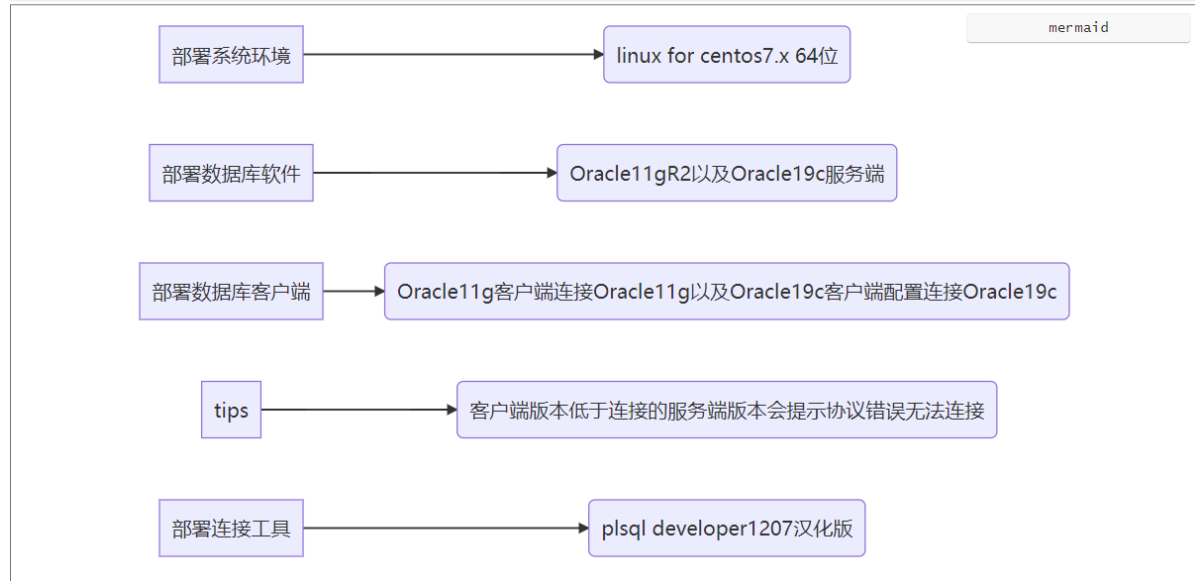 mermaid
部署系统环境
linux for centos7.x 64位
部署数据库软件
Oracle11gR2以及Oracle19c服务端
部署数据库客户端
Oracle11g客户端连接Oracle11g以及Oracle19c客户端配置连接Oracle19c
tips
客户端版本低于连接的服务端版本会提示协议错误无法连接
部署连接工具
plsql developer1207汉化版